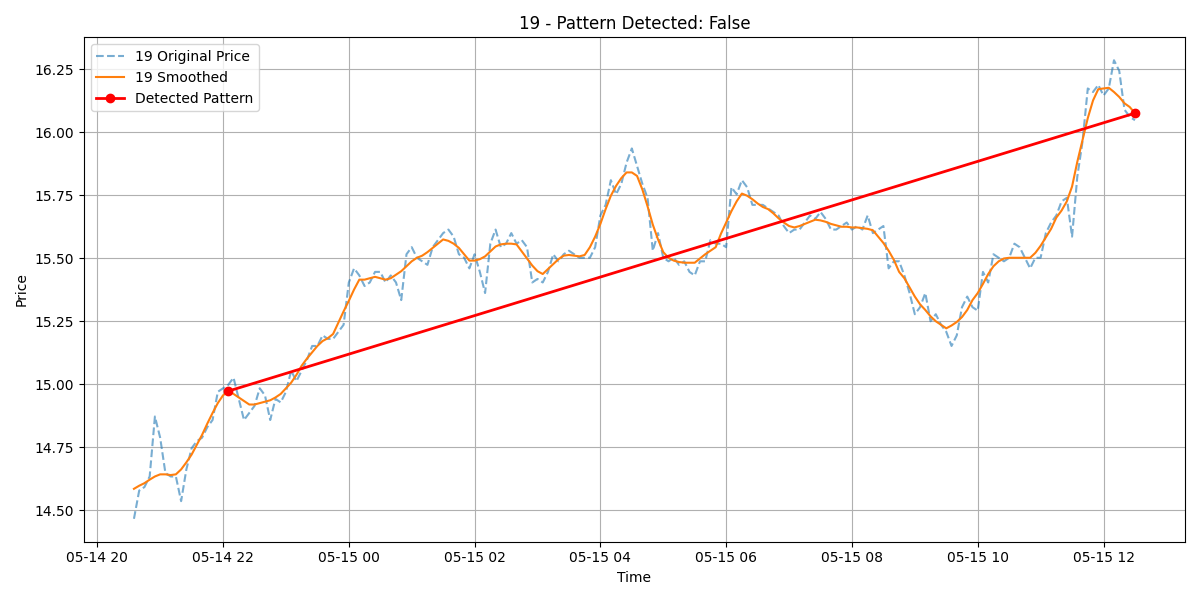 19 - Pattern Detected: False
19 Original Price
19 Smoothed
Detected Pattern
Price
16.25
16.00
15.75
15.50
15.25
15.00
14.75
14.50
05-14 20 05-14 22 05-15 00 05-15 02 05-15 04 05-15 06 05-15 08 05-15 10 05-15 12
Time